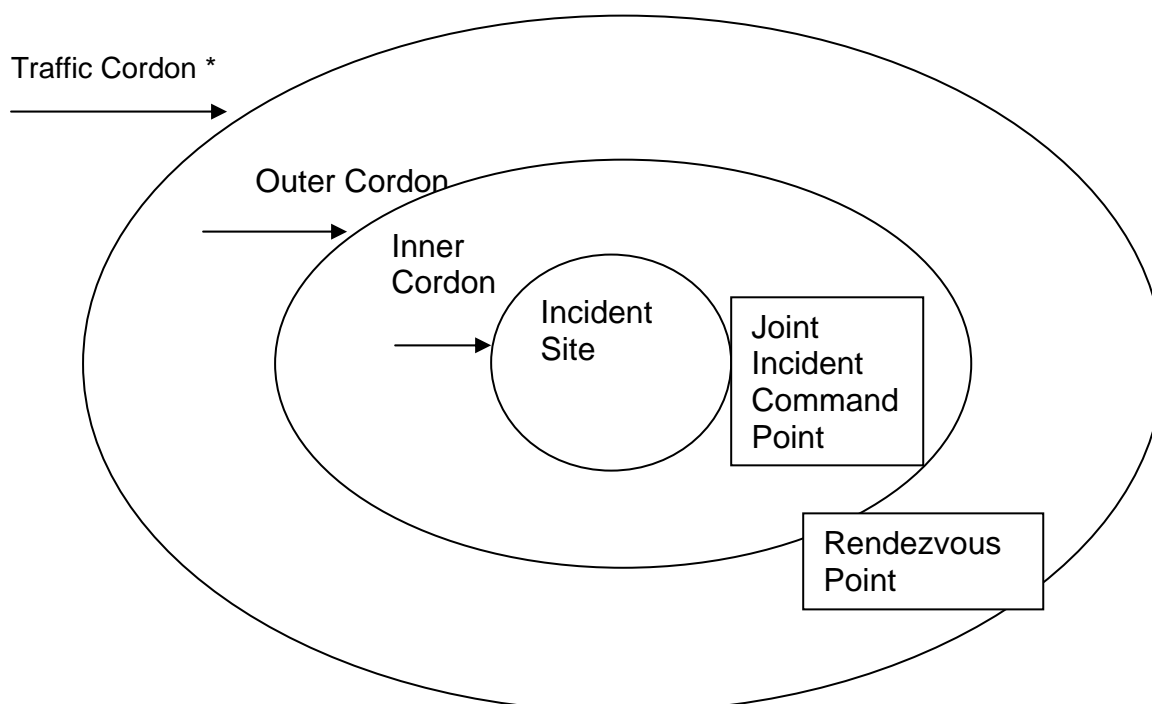 Traffic Cordon *
Outer Cordon
Inner
Cordon
Incident
Site
Joint
Incident
Command
Point
Rendezvous
Point